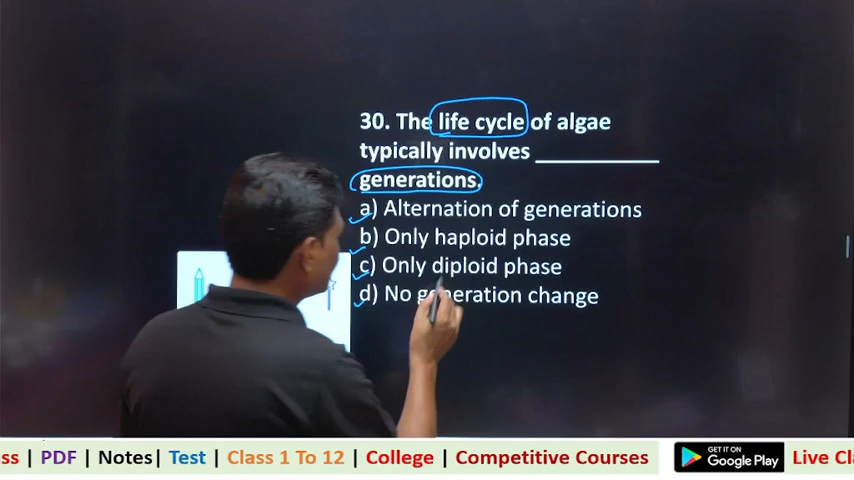 30. The life cycle of algae
typically involves ___________
generations.
a) Alternation of generations
b) Only haploid phase
c) Only diploid phase
d) No generation change
ss | PDF | Notes| Test | Class 1 To 12 | College | Competitive Courses
GET IT ON
Google Play
Live Cla